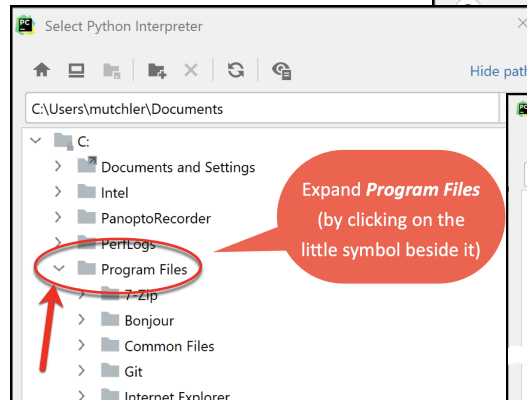 PC Select Python Interpreter
Hide path
C:\Users\mutchler\Documents
C:
Documents and Settings
Intel
PanoptoRecorder
PerfLogs
Program Files
7-Zip
Bonjour
Common Files
Git
Internet Explorer
Expand Program Files
(by clicking on the
little symbol beside it)